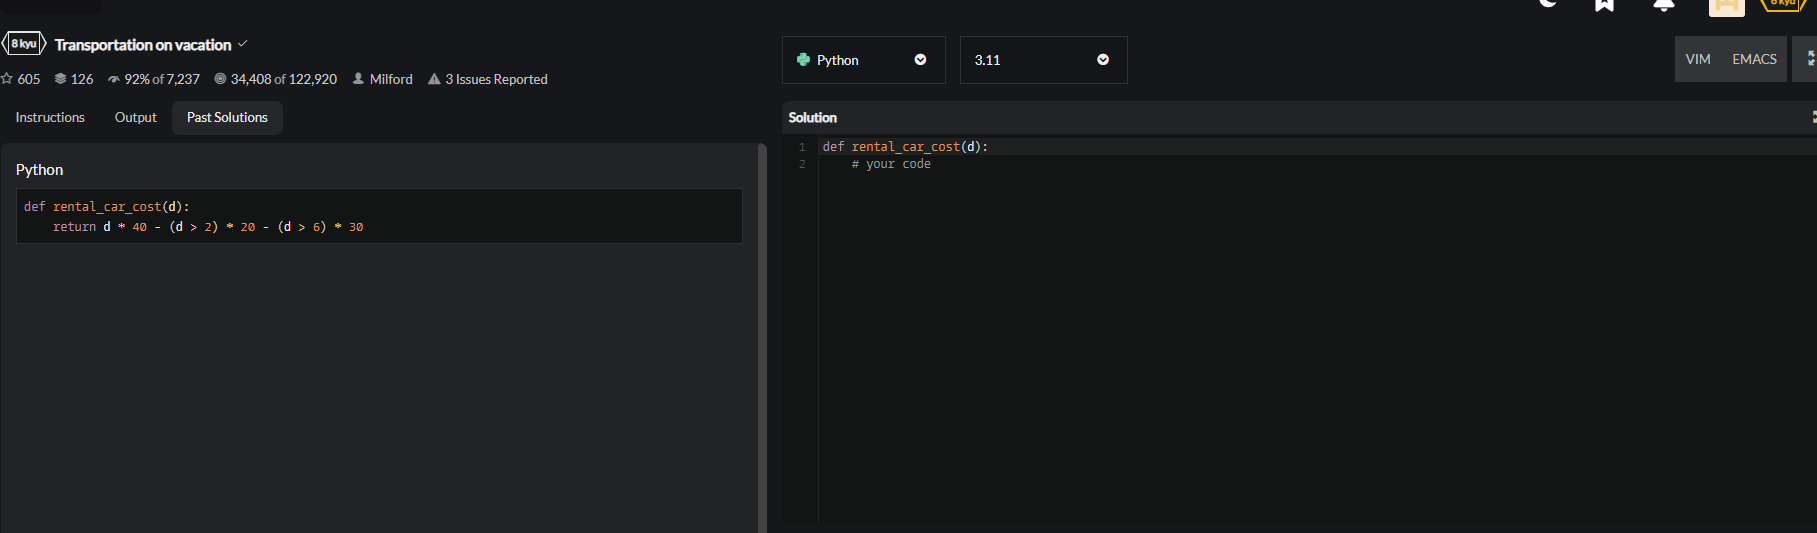 6 kyu
8 kyu Transportation on vacation
605 126 92% of 7,237 34,408 of 122,920 Milford 3 Issues Reported
Instructions Output Past Solutions
Python
def rental_car_cost(d):
    return d * 40 - (d > 2) * 20 - (d > 6) * 30
Python 3.11 VIM EMACS
Solution
1 def rental_car_cost(d):
2     # your code